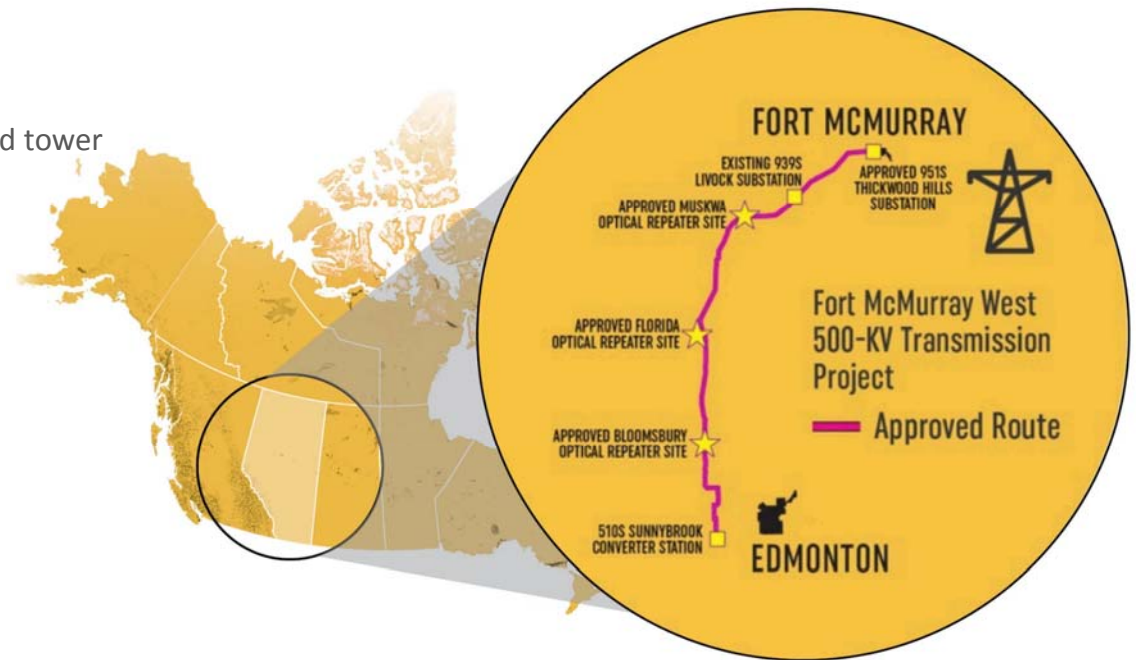 d tower
FORT MCMURRAY
EXISTING 939S
LIVOCK SUBSTATION
APPROVED 951S
THICKWOOD HILLS
SUBSTATION
APPROVED MUSKWA
OPTICAL REPEATER SITE
Fort McMurray West
500-KV Transmission
Project
Approved Route
APPROVED FLORIDA
OPTICAL REPEATER SITE
APPROVED BLOOMSBURY
OPTICAL REPEATER SITE
510S SUNNYBROOK
CONVERTER STATION
EDMONTON